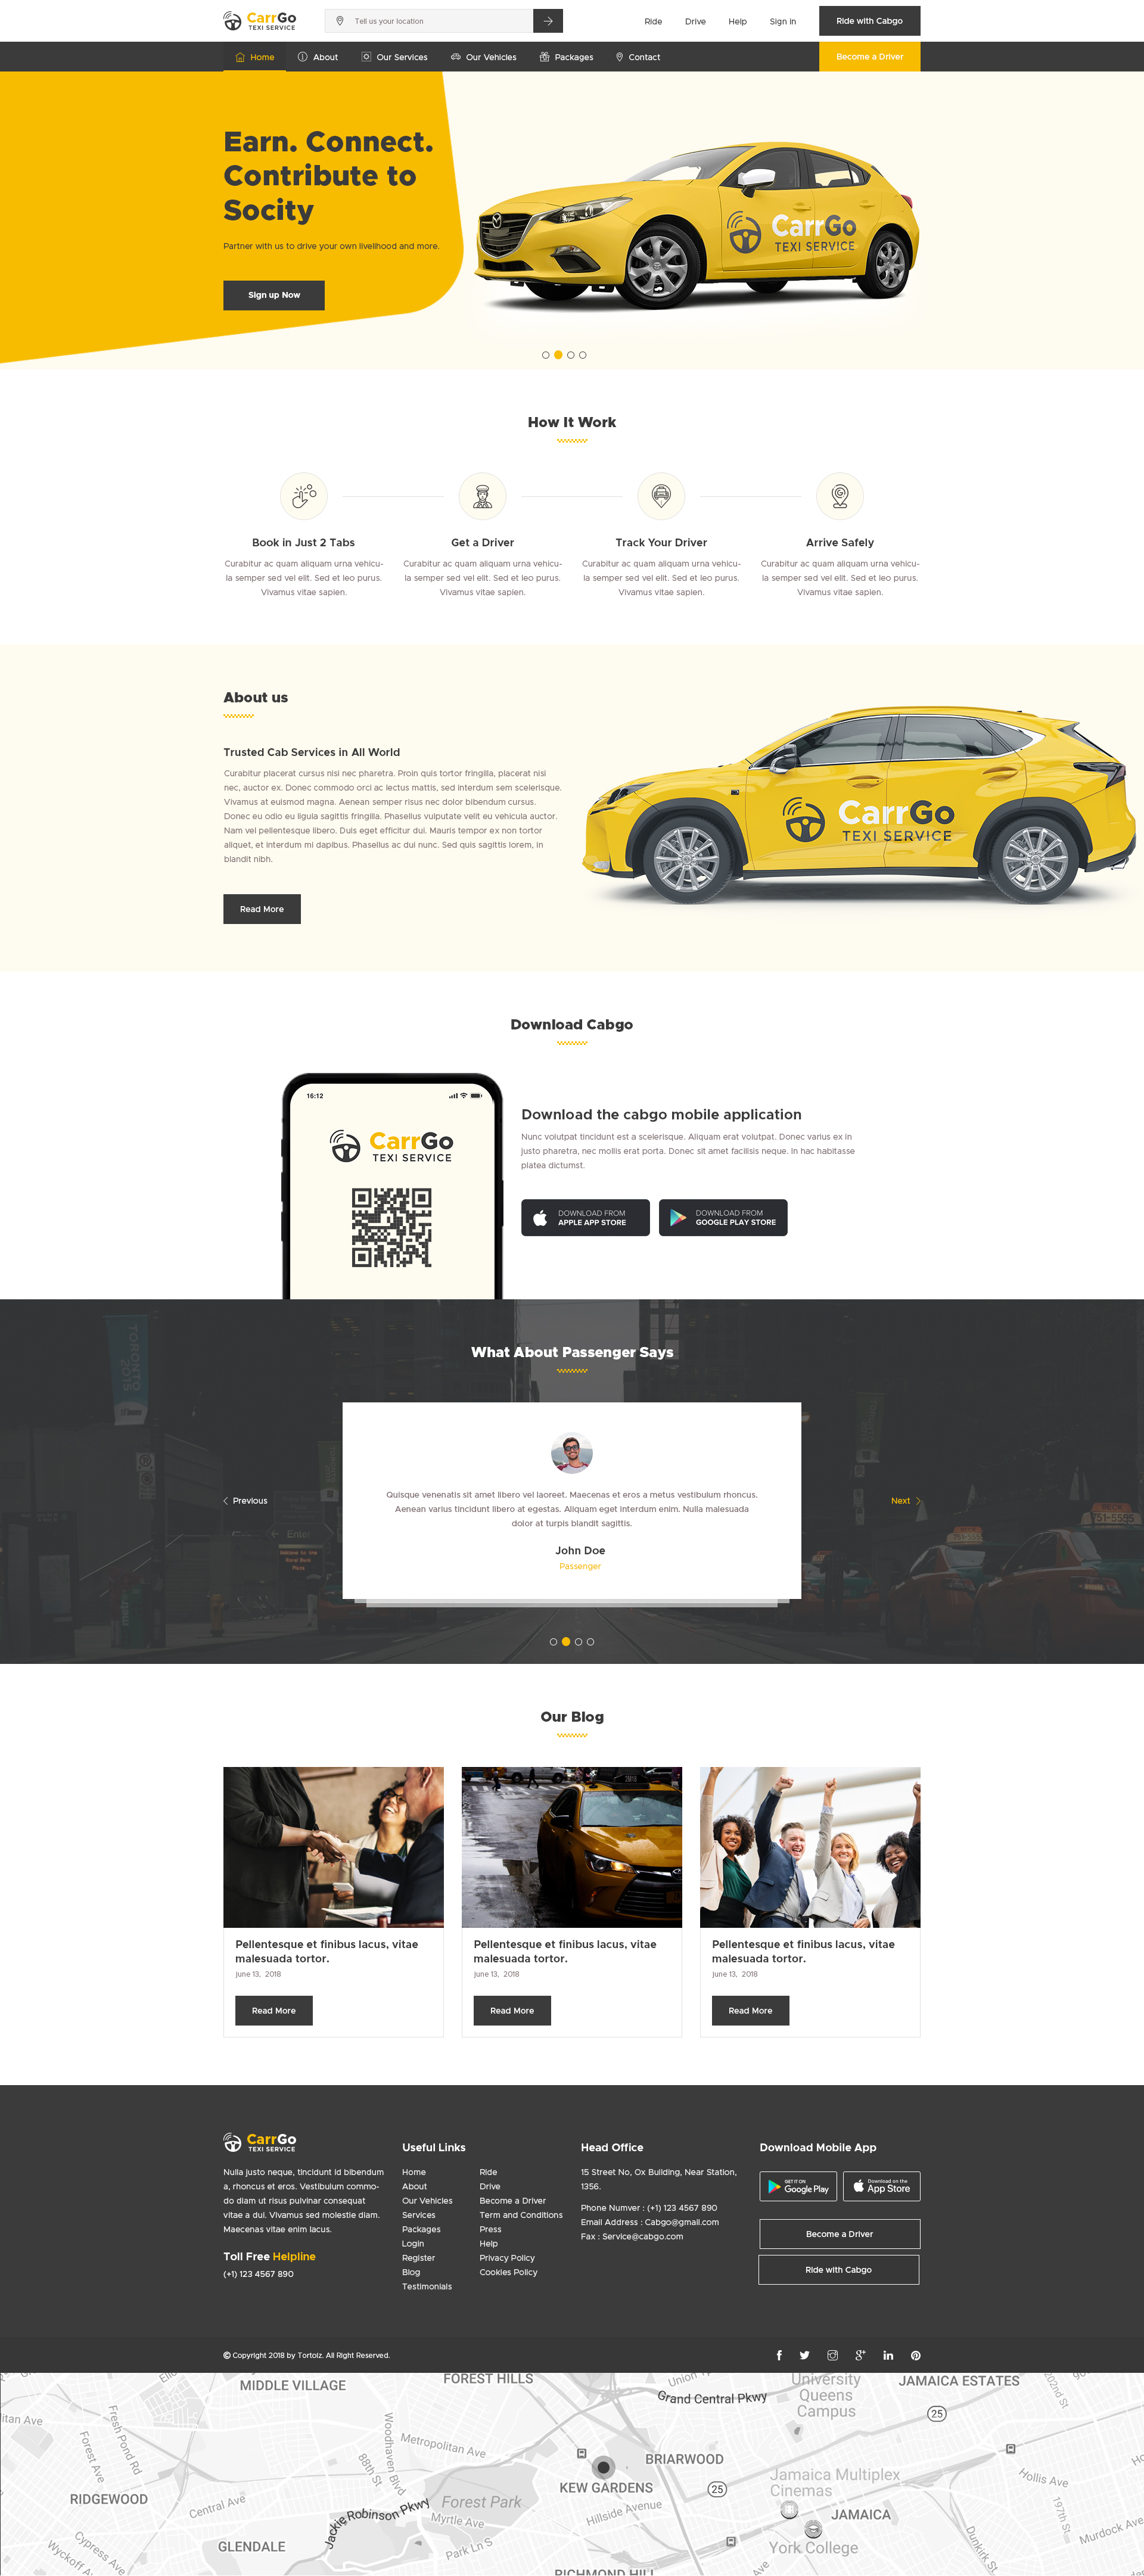 CarrGo
TEXI SERVICE
Tell us your location
Ride
Drive
Help
Sign in
Ride with Cabgo
Home
About
Our Services
Our Vehicles
Packages
Contact
Become a Driver
Earn. Connect.
Contribute to
Socity
Partner with us to drive your own livelihood and more.
Sign up Now
CarrGo
TEXI SERVICE
How It Work
Book in Just 2 Tabs
Curabitur ac quam aliquam urna vehicu-
la semper sed vel elit. Sed et leo purus.
Vivamus vitae sapien.
Get a Driver
Curabitur ac quam aliquam urna vehicu-
la semper sed vel elit. Sed et leo purus.
Vivamus vitae sapien.
Track Your Driver
Curabitur ac quam aliquam urna vehicu-
la semper sed vel elit. Sed et leo purus.
Vivamus vitae sapien.
Arrive Safely
Curabitur ac quam aliquam urna vehicu-
la semper sed vel elit. Sed et leo purus.
Vivamus vitae sapien.
About us
Trusted Cab Services in All World
Curabitur placerat cursus nisi nec pharetra. Proin quis tortor fringilla, placerat nisi
nec, auctor ex. Donec commodo orci ac lectus mattis, sed interdum sem scelerisque.
Vivamus at euismod magna. Aenean semper risus nec dolor bibendum cursus.
Donec eu odio eu ligula sagittis fringilla. Phasellus vulputate velit eu vehicula auctor.
Nam vel pellentesque libero. Duis eget efficitur dui. Mauris tempor ex non tortor
aliquet, et interdum mi dapibus. Phasellus ac dui nunc. Sed quis sagittis lorem, in
blandit nibh.
Read More
CarrGo
TEXI SERVICE
Download Cabgo
16:12
CarrGo
TEXI SERVICE
Download the cabgo mobile application
Nunc volutpat tincidunt est a scelerisque. Aliquam erat volutpat. Donec varius ex in
justo pharetra, nec mollis erat porta. Donec sit amet facilisis neque. In hac habitasse
platea dictumst.
DOWNLOAD FROM
APPLE APP STORE
DOWNLOAD FROM
GOOGLE PLAY STORE
TORONTO
2015
What About Passenger Says
Quisque venenatis sit amet libero vel laoreet. Maecenas et eros a metus vestibulum rhoncus.
Aenean varius tincidunt libero at egestas. Aliquam eget interdum enim. Nulla malesuada
dolor at turpis blandit sagittis.
John Doe
Passenger
Previous
Next
Enter
Our Blog
Pellentesque et finibus lacus, vitae
malesuada tortor.
june 13, 2018
Read More
Pellentesque et finibus lacus, vitae
malesuada tortor.
june 13, 2018
Read More
Pellentesque et finibus lacus, vitae
malesuada tortor.
june 13, 2018
Read More
CarrGo
TEXI SERVICE
Nulla justo neque, tincidunt id bibendum
a, rhoncus et eros. Vestibulum commo-
do diam ut risus pulvinar consequat
vitae a dui. Vivamus sed molestie diam.
Maecenas vitae enim lacus.
Toll Free Helpline
(+1) 123 4567 890
Useful Links
Home
About
Our Vehicles
Services
Packages
Login
Register
Blog
Testimonials
Ride
Drive
Become a Driver
Term and Conditions
Press
Help
Privacy Policy
Cookies Policy
Head Office
15 Street No, Ox Building, Near Station,
1356.
Phone Numver : (+1) 123 4567 890
Email Address : Cabgo@gmail.com
Fax : Service@cabgo.com
Download Mobile App
GET IT ON
Google Play
Download on the
App Store
Become a Driver
Ride with Cabgo
© Copyright 2018 by Tortoiz. All Right Reserved.
MIDDLE VILLAGE
FOREST HILLS
Grand Central Pkwy
University
Queens
Campus
JAMAICA ESTATES
25
Fresh Pond Rd
Forest Ave
Woodhaven Blvd
Metropolitan Ave
88th St
BRIARWOOD
KEW GARDENS
25
Jamaica Multiplex
Cinemas
Hollis Ave
RIDGEWOOD
Central Ave
Jackie Robinson Pkwy
Forest Park
Myrtle Ave
Hillside Avenue
JAMAICA
197th St
Murdock Ave
Cypress Ave
Wyckoff Av
GLENDALE
Park Ln S
York College
Dunkirk St
RICHMOND HILL